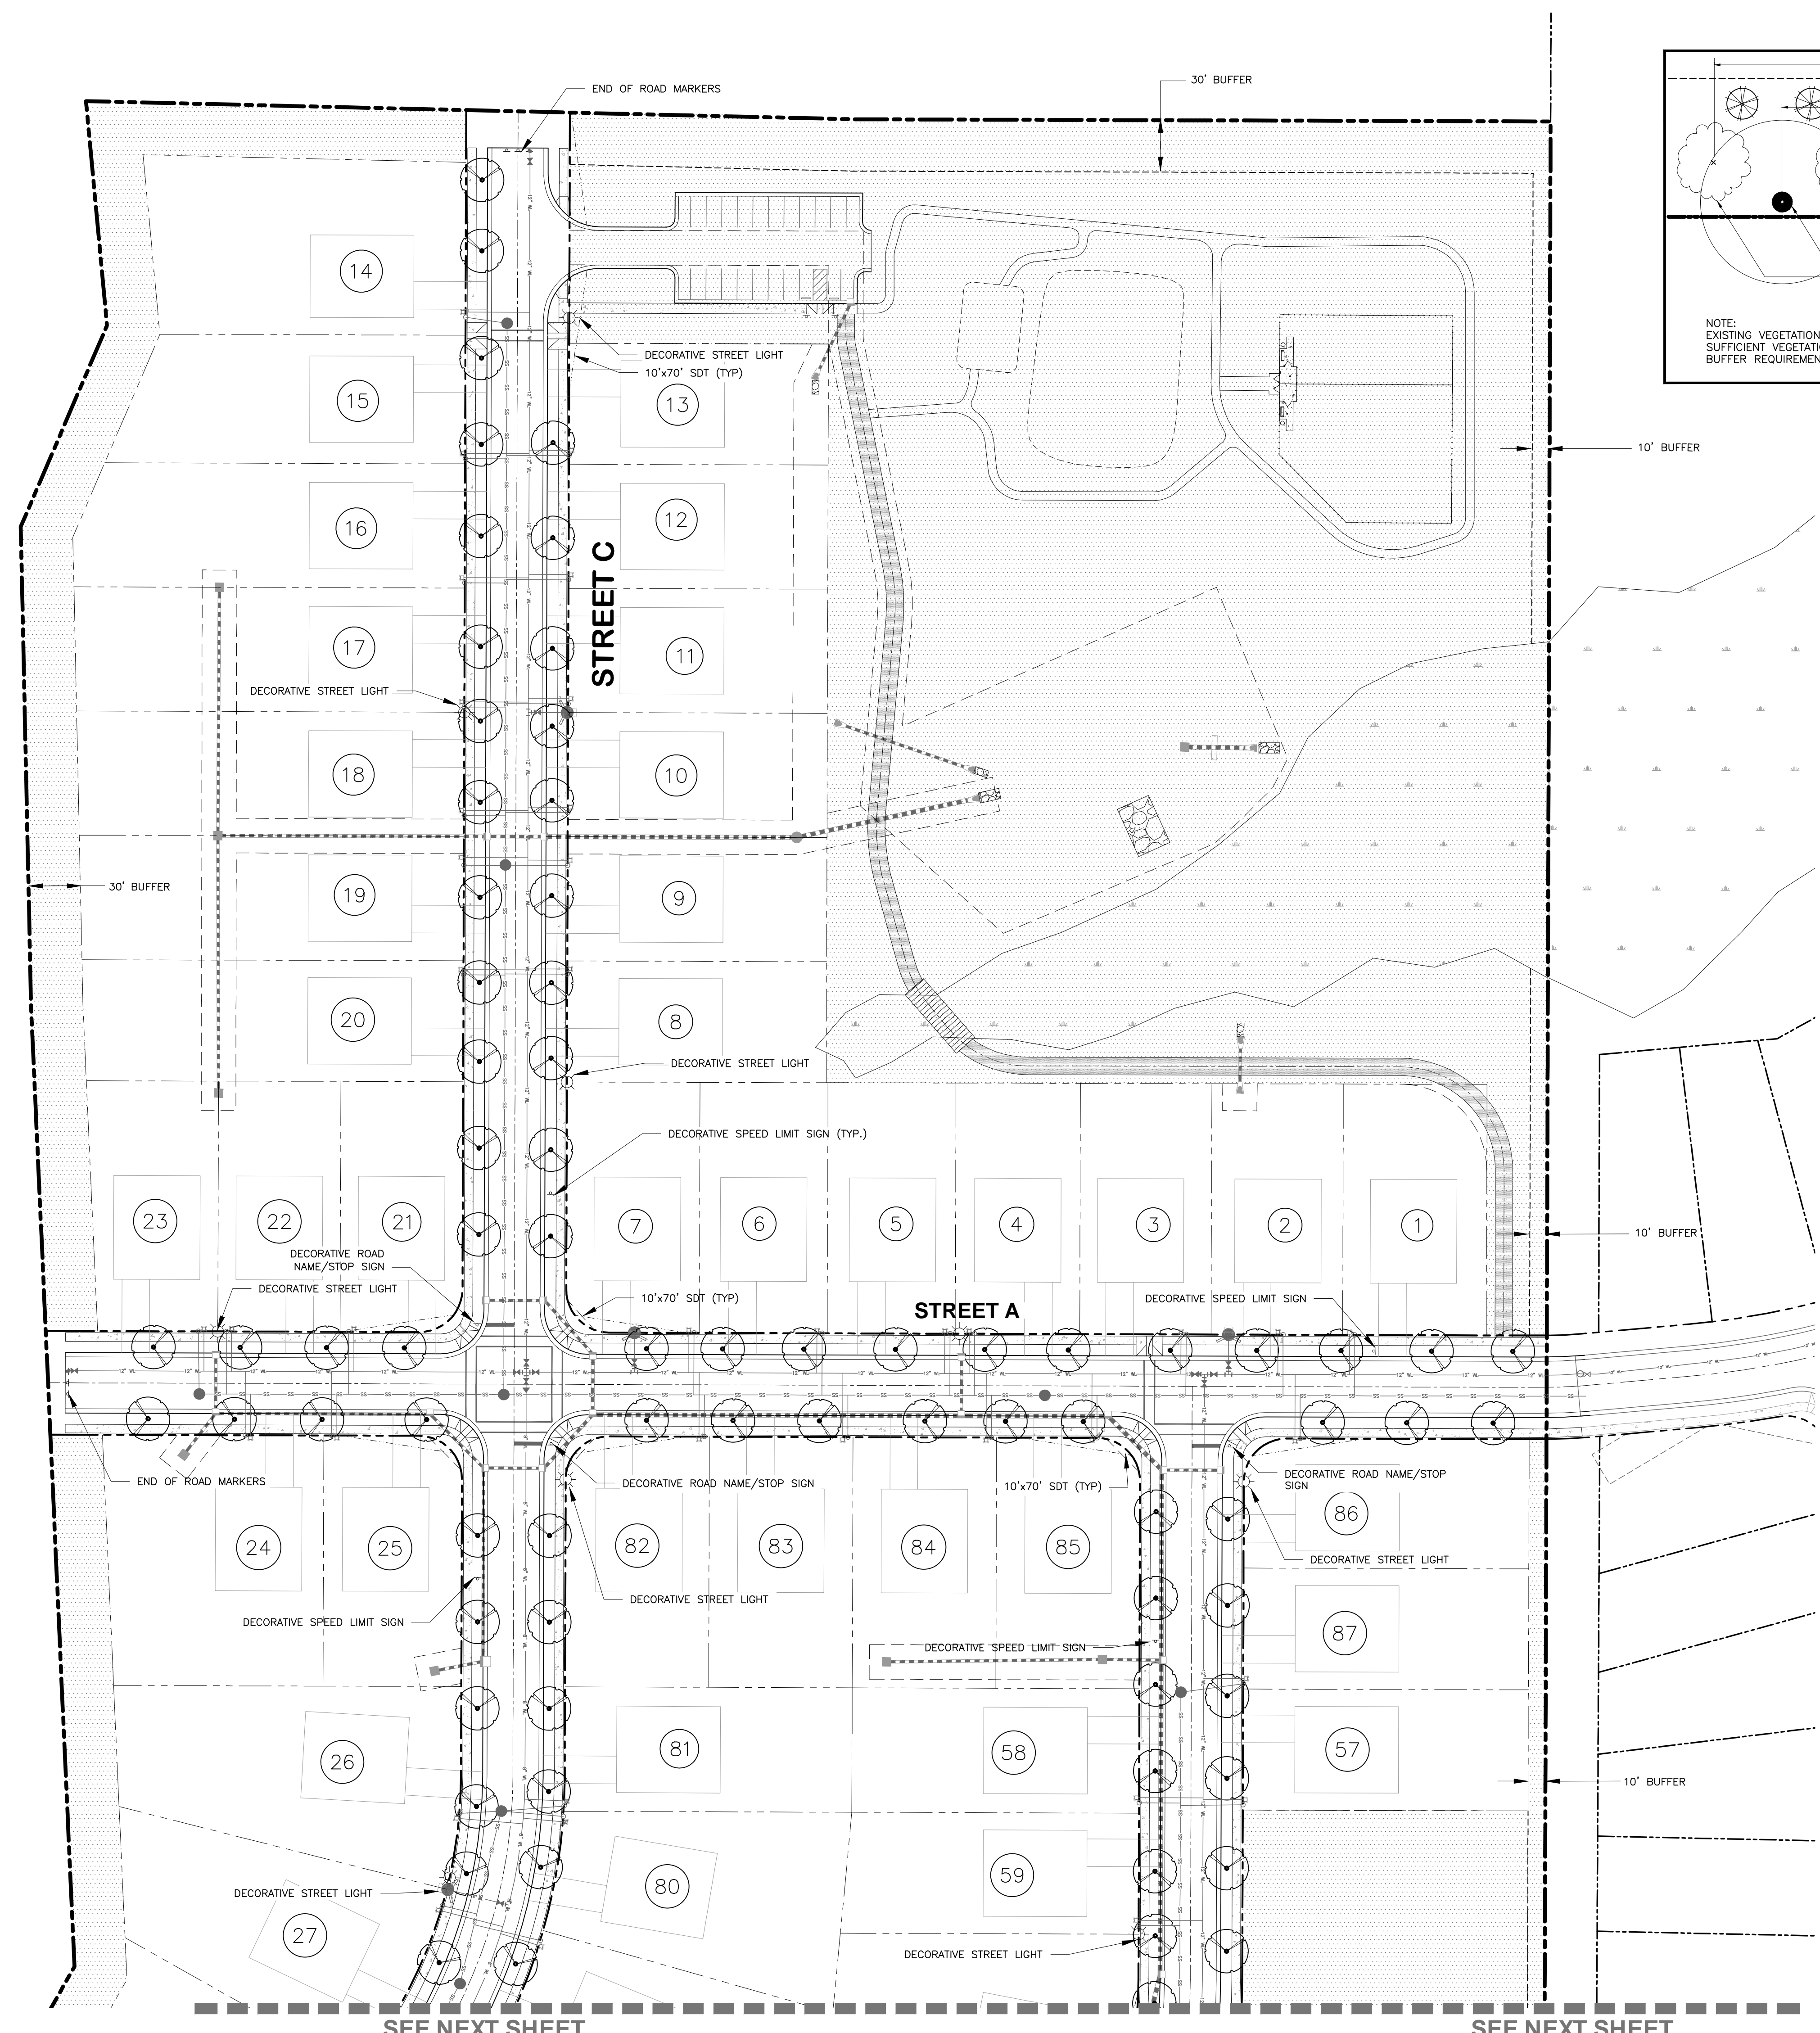 END OF ROAD MARKERS
30' BUFFER
NOTE:
EXISTING VEGETATION
SUFFICIENT
BUFFER
14
DECORATIVE STREET LIGHT
10'x70' SDT (TYP)
15
13
10' BUFFER
16
12
STREET C
17
11
DECORATIVE STREET LIGHT
18
10
30' BUFFER
19
9
20
8
DECORATIVE STREET LIGHT
DECORATIVE SPEED LIMIT SIGN (TYP.)
23
22
21
7
6
5
4
3
2
1
10' BUFFER
DECORATIVE ROAD
NAME/STOP SIGN
DECORATIVE STREET LIGHT
10'x70' SDT (TYP)
STREET A
DECORATIVE SPEED LIMIT SIGN
12" WL
SS
END OF ROAD MARKERS
DECORATIVE ROAD NAME/STOP SIGN
10'x70' SDT (TYP)
DECORATIVE ROAD NAME/STOP
SIGN
24
25
82
83
84
85
86
DECORATIVE STREET LIGHT
DECORATIVE STREET LIGHT
DECORATIVE SPEED LIMIT SIGN
DECORATIVE SPEED LIMIT SIGN
87
26
81
58
57
10' BUFFER
80
59
DECORATIVE STREET LIGHT
27
DECORATIVE STREET LIGHT
SEE NEXT SHEET
SEE NEXT SHEET